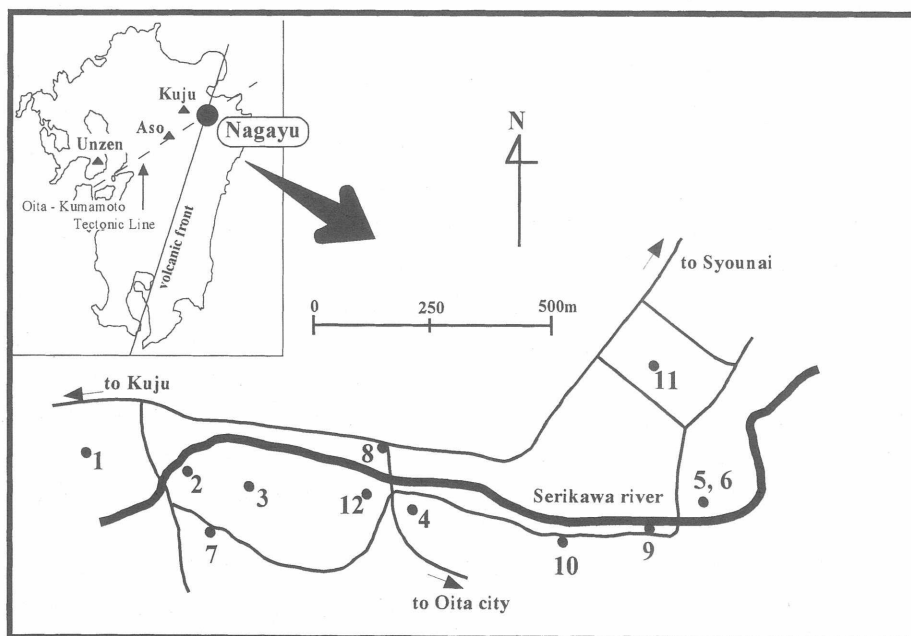 Kuju
Aso
Nagayu
Unzen
Oita - Kumamoto
Tectonic Line
volcanic front
N
to Syounai
0 250 500m
to Kuju
11
1
8
2
3
5, 6
Serikawa river
12
4
7
9
10
to Oita city